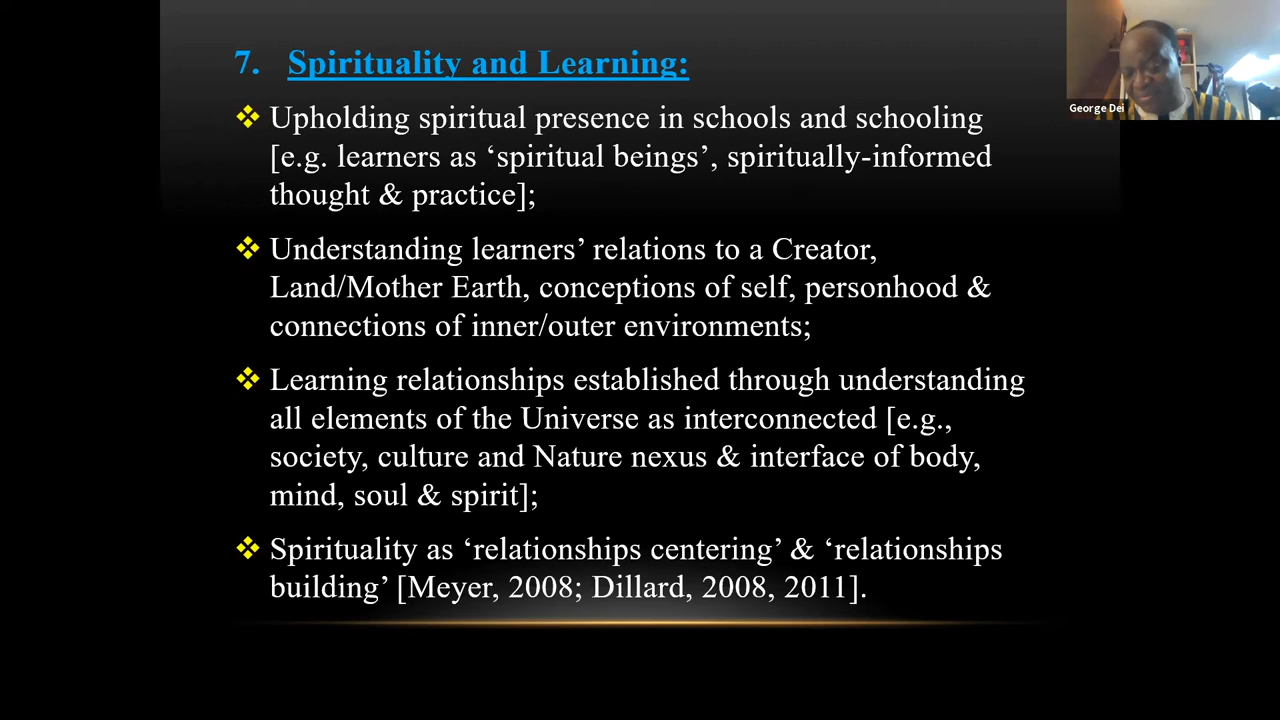 7. Spirituality and Learning:
❖ Upholding spiritual presence in schools and schooling
[e.g. learners as ‘spiritual beings’, spiritually-informed
thought & practice];
❖ Understanding learners’ relations to a Creator,
Land/Mother Earth, conceptions of self, personhood &
connections of inner/outer environments;
❖ Learning relationships established through understanding
all elements of the Universe as interconnected [e.g.,
society, culture and Nature nexus & interface of body,
mind, soul & spirit];
❖ Spirituality as ‘relationships centering’ & ‘relationships
building’ [Meyer, 2008; Dillard, 2008, 2011].
George Dei